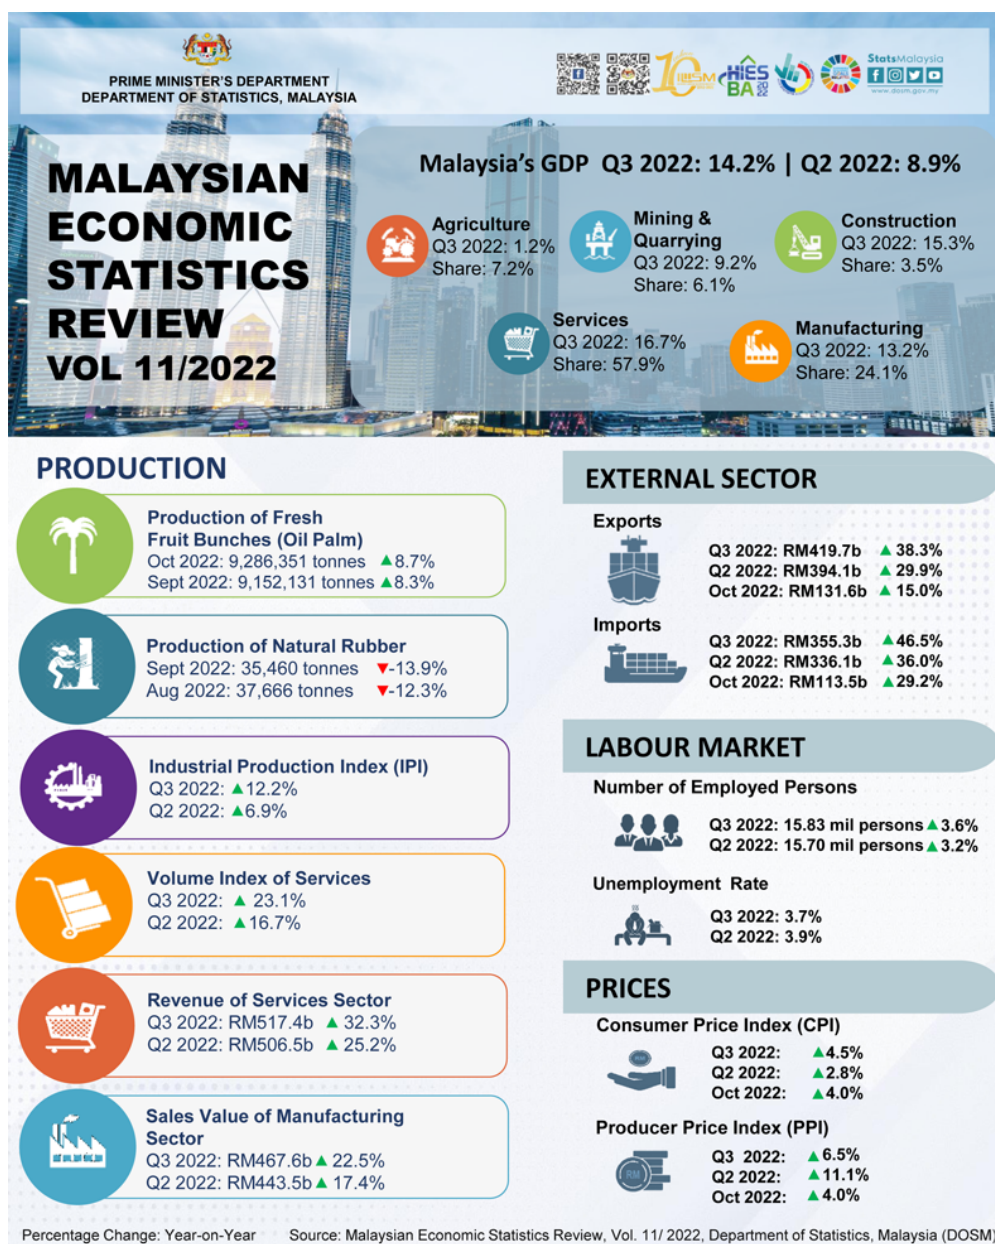 PRIME MINISTER'S DEPARTMENT
DEPARTMENT OF STATISTICS, MALAYSIA
HIES
BA 2022
StatsMalaysia
www.dosm.gov.my
MALAYSIAN
ECONOMIC
STATISTICS
REVIEW
VOL 11/2022
Malaysia's GDP Q3 2022: 14.2% | Q2 2022: 8.9%
Agriculture
Q3 2022: 1.2%
Share: 7.2%
Mining &
Quarrying
Q3 2022: 9.2%
Share: 6.1%
Construction
Q3 2022: 15.3%
Share: 3.5%
Services
Q3 2022: 16.7%
Share: 57.9%
Manufacturing
Q3 2022: 13.2%
Share: 24.1%
PRODUCTION
Production of Fresh
Fruit Bunches (Oil Palm)
Oct 2022: 9,286,351 tonnes ▲8.7%
Sept 2022: 9,152,131 tonnes ▲8.3%
Production of Natural Rubber
Sept 2022: 35,460 tonnes ▼-13.9%
Aug 2022: 37,666 tonnes ▼-12.3%
Industrial Production Index (IPI)
Q3 2022: ▲12.2%
Q2 2022: ▲6.9%
Volume Index of Services
Q3 2022: ▲ 23.1%
Q2 2022: ▲16.7%
Revenue of Services Sector
Q3 2022: RM517.4b ▲ 32.3%
Q2 2022: RM506.5b ▲ 25.2%
Sales Value of Manufacturing
Sector
Q3 2022: RM467.6b ▲ 22.5%
Q2 2022: RM443.5b ▲ 17.4%
EXTERNAL SECTOR
Exports
Q3 2022: RM419.7b ▲ 38.3%
Q2 2022: RM394.1b ▲ 29.9%
Oct 2022: RM131.6b ▲ 15.0%
Imports
Q3 2022: RM355.3b ▲46.5%
Q2 2022: RM336.1b ▲36.0%
Oct 2022: RM113.5b ▲29.2%
LABOUR MARKET
Number of Employed Persons
Q3 2022: 15.83 mil persons ▲3.6%
Q2 2022: 15.70 mil persons ▲3.2%
Unemployment Rate
Q3 2022: 3.7%
Q2 2022: 3.9%
PRICES
Consumer Price Index (CPI)
Q3 2022: ▲4.5%
Q2 2022: ▲2.8%
Oct 2022: ▲4.0%
Producer Price Index (PPI)
RM
Q3 2022: ▲6.5%
Q2 2022: ▲11.1%
Oct 2022: ▲4.0%
Percentage Change: Year-on-Year
Source: Malaysian Economic Statistics Review, Vol. 11/ 2022, Department of Statistics, Malaysia (DOSM)